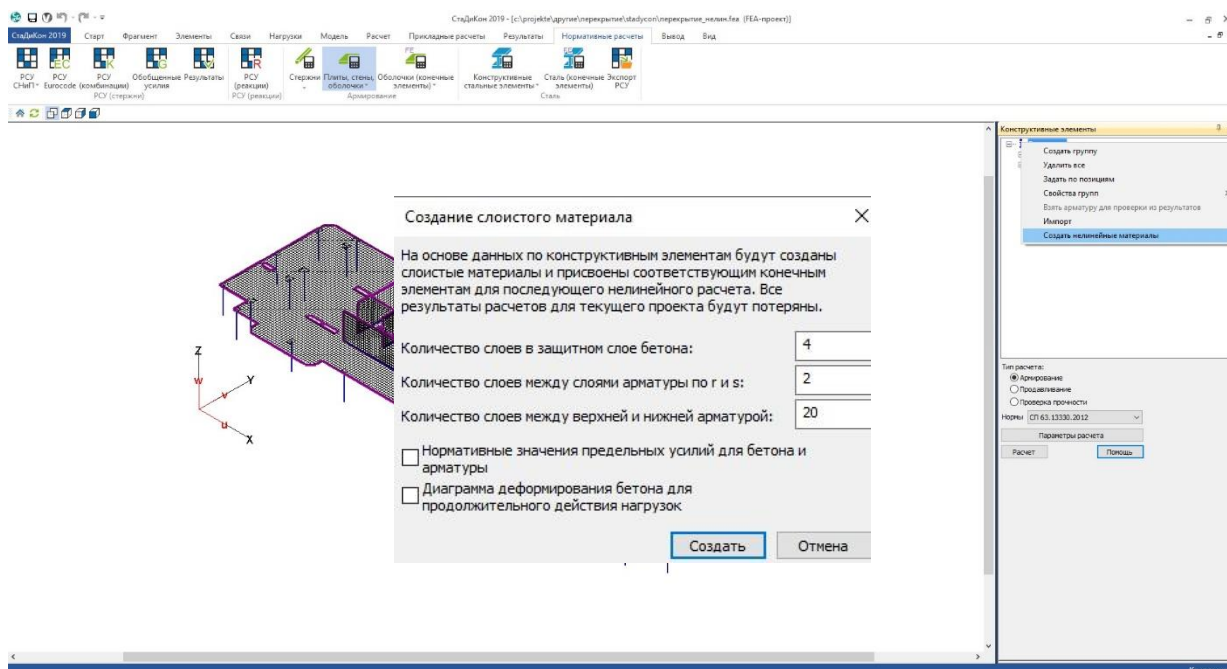 СтаДиКон 2019 - [c:\projekte\другие\перекрытие\stadycon\перекрытие_нелин.fea (FEA-проект)]
СтаДиКон 2019 Старт Фрагмент Элементы Связи Нагрузки Модель Расчет Прикладные расчеты Результаты Нормативные расчеты Вывод Вид
РСУ СНиП РСУ Eurocode РСУ (комбинации) Обобщенные усилия Результаты РСУ (реакции) Стержни Плиты, стены, оболочки Оболочки (конечные элементы) Конструктивные стальные элементы Сталь (конечные элементы) Экспорт РСУ
РСУ (стержни) РСУ (реакции) Армирование Сталь
Конструктивные элементы
Создать группу
Удалить все
Задать по позициям
Свойства групп
Взять арматуру для проверки из результатов
Импорт
Создать нелинейные материалы
Создание слоистого материала
На основе данных по конструктивным элементам будут созданы
слоистые материалы и присвоены соответствующим конечным
элементам для последующего нелинейного расчета. Все
результаты расчетов для текущего проекта будут потеряны.
Количество слоев в защитном слое бетона: 4
Количество слоев между слоями арматуры по r и s: 2
Количество слоев между верхней и нижней арматурой: 20
Нормативные значения предельных усилий для бетона и
арматуры
Диаграмма деформирования бетона для
продолжительного действия нагрузок
Создать Отмена
Z
W
Y
v
u
X
Тип расчета:
Армирование
Продавливание
Проверка прочности
Нормы СП 63.13330.2012
Параметры расчета
Расчет Помощь